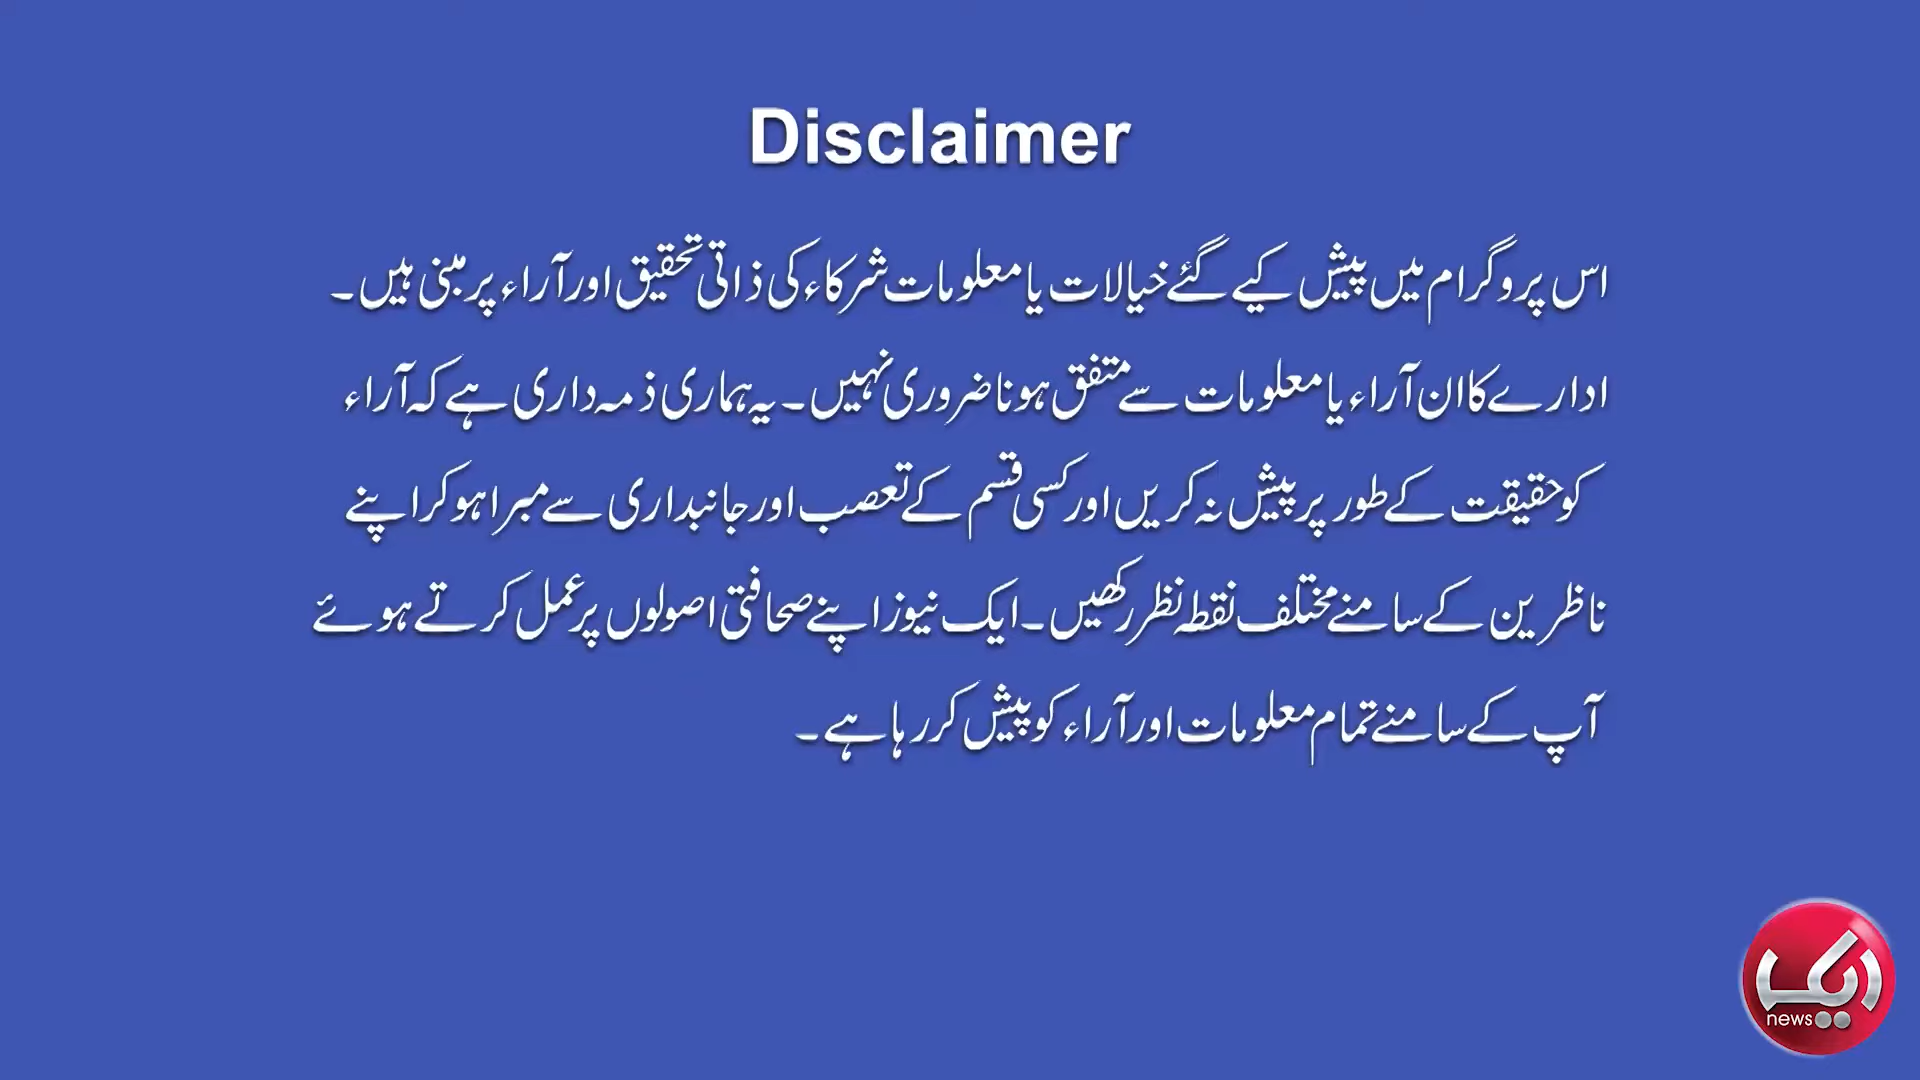 Disclaimer
اس پروگرام میں پیش کیے گئے خیالات یا معلومات شرکاء کی ذاتی تحقیق اور آراء پر مبنی ہیں۔
ادارے کا ان آراء یا معلومات سے متفق ہونا ضروری نہیں۔ یہ ہماری ذمہ داری ہے کہ آراء
کو حقیقت کے طور پر پیش نہ کریں اور کسی قسم کے تعصب اور جانبداری سے مبرا ہو کر اپنے
ناظرین کے سامنے مختلف نقطہ نظر رکھیں۔ ایک نیوز اپنے صحافتی اصولوں پر عمل کرتے ہوئے
آپ کے سامنے تمام معلومات اور آراء کو پیش کر رہا ہے۔
ایک
news